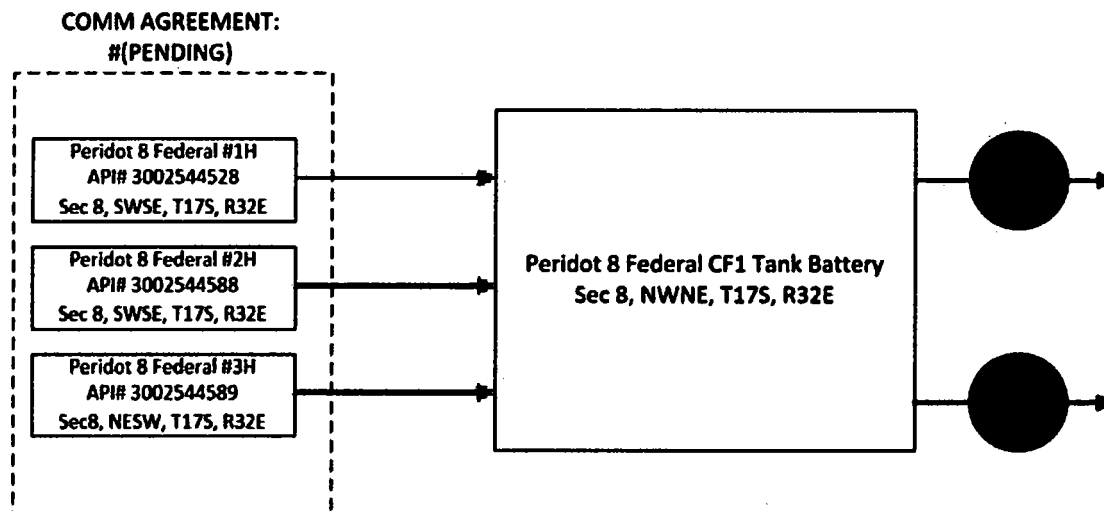 COMM AGREEMENT:
#(PENDING)
Peridot 8 Federal #1H
API# 3002544528
Sec 8, SWSE, T17S, R32E
Peridot 8 Federal #2H
API# 3002544588
Sec 8, SWSE, T17S, R32E
Peridot 8 Federal #3H
API# 3002544589
Sec8, NESW, T17S, R32E
Peridot 8 Federal CF1 Tank Battery
Sec 8, NWNE, T17S, R32E